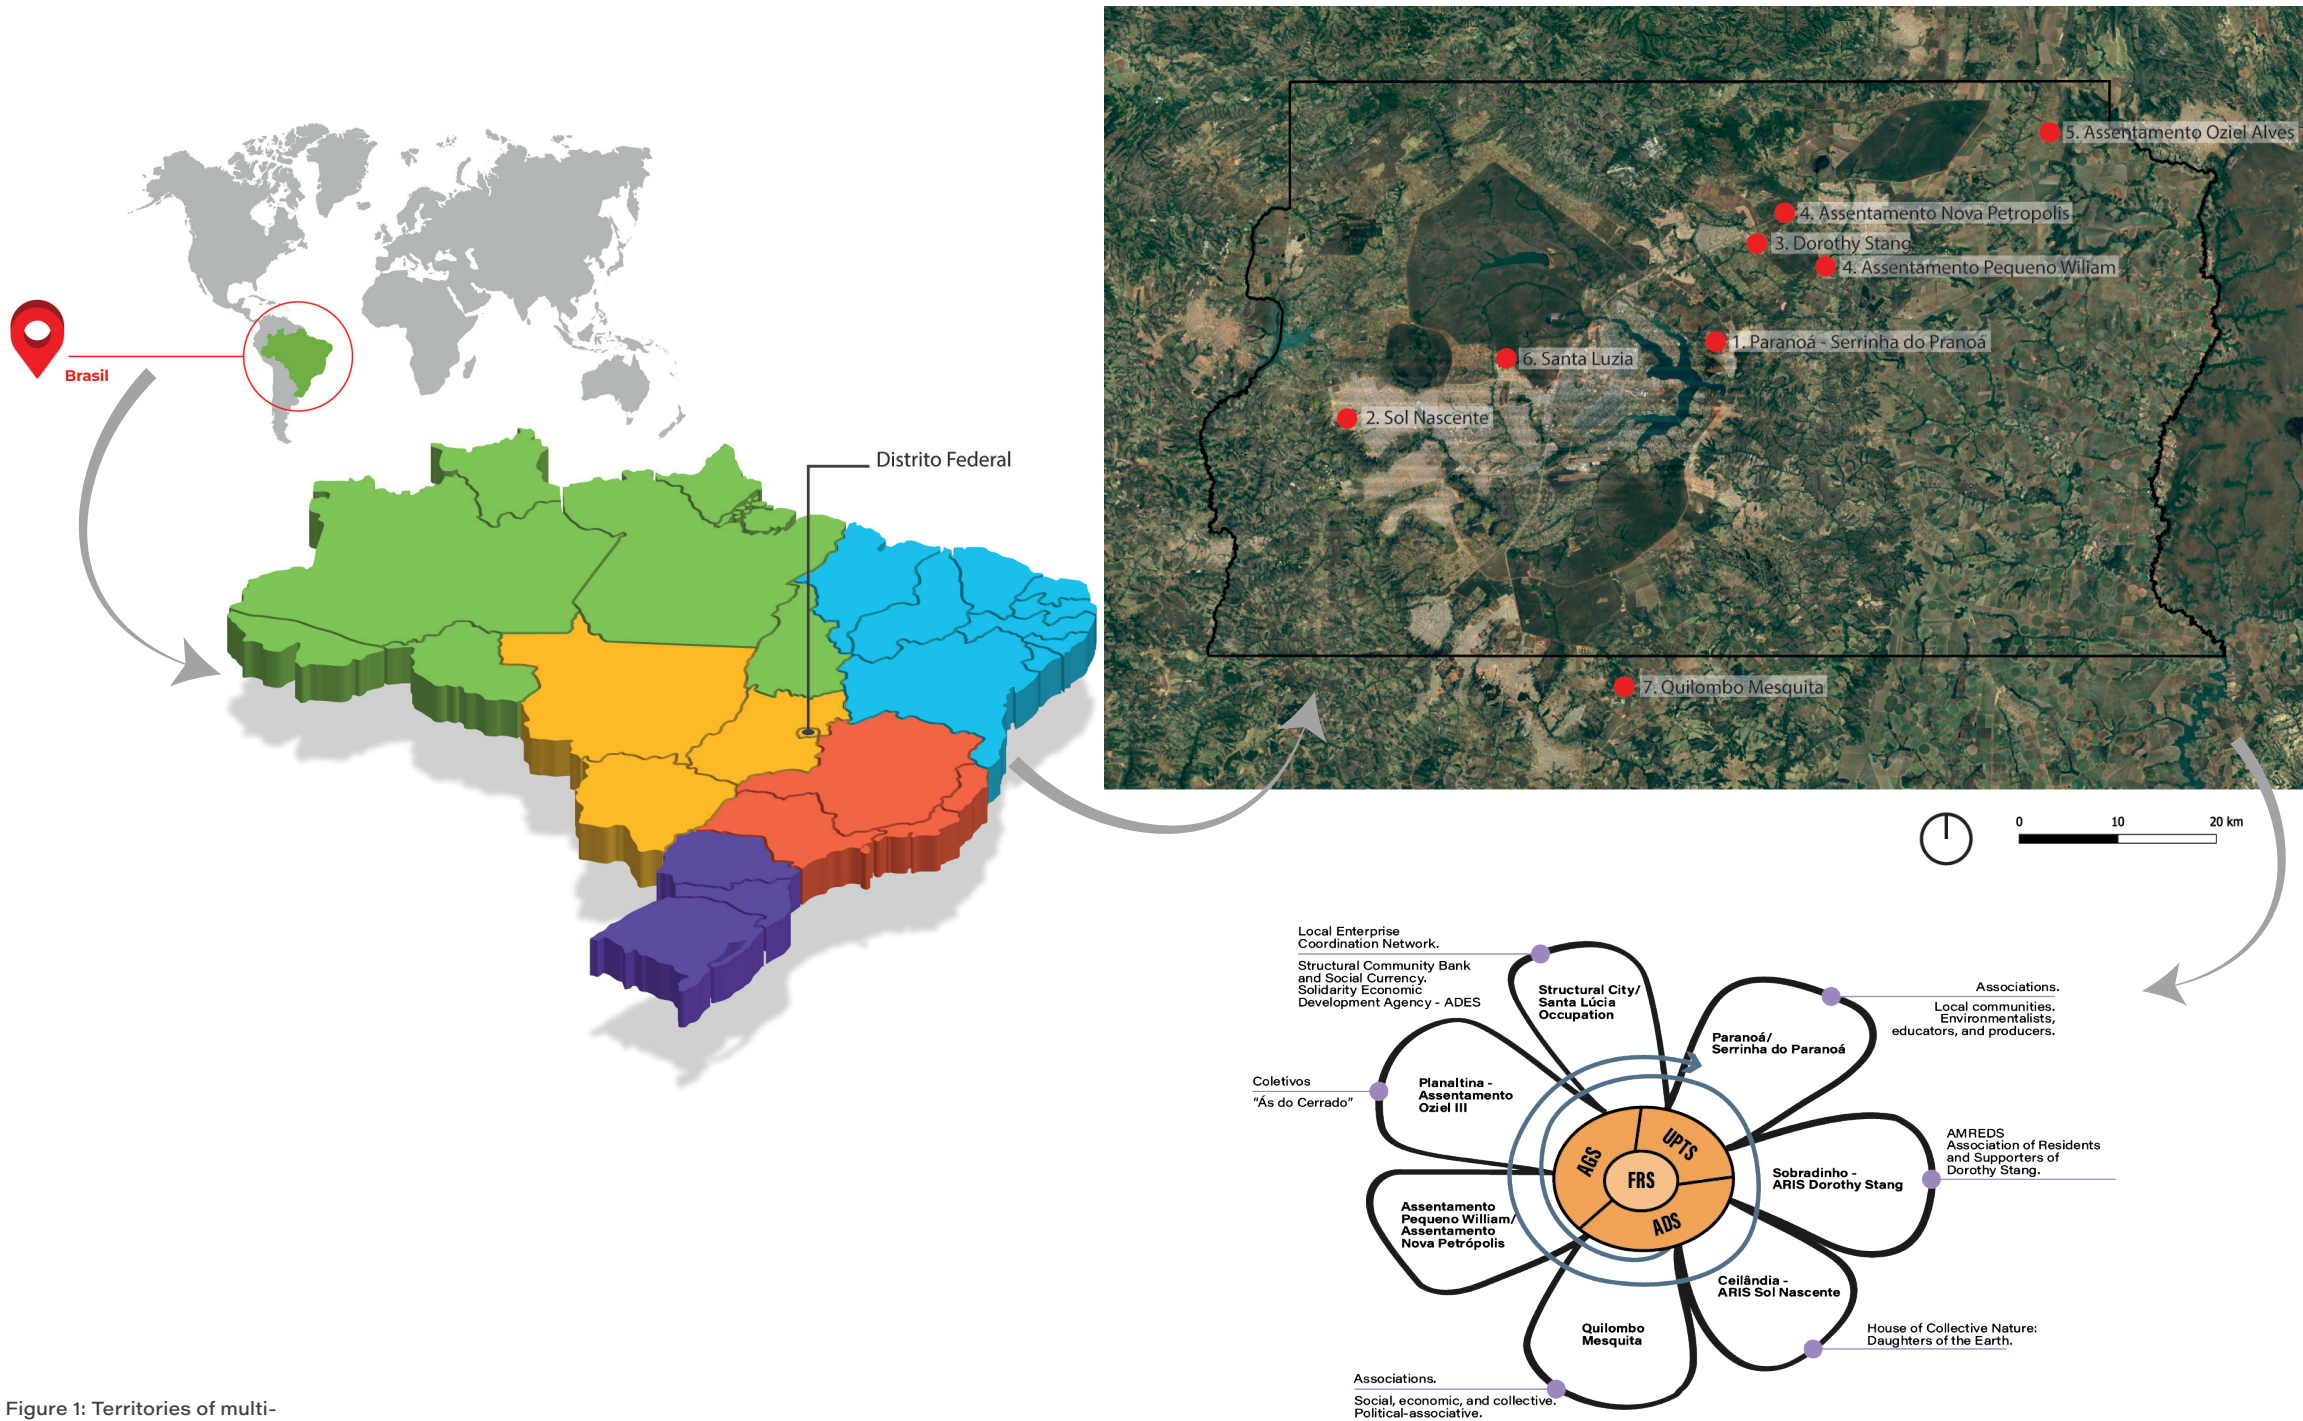 Brasil
Distrito Federal
5. Assentamento Oziel Alves
4. Assentamento Nova Petropolis
3. Dorothy Stang
4. Assentamento Pequeno Wiliam
1. Paranoá - Serrinha do Pranoá
6. Santa Luzia
2. Sol Nascente
7. Quilombo Mesquita
0 10 20 km
Local Enterprise
Coordination Network.
Structural Community Bank
and Social Currency.
Solidarity Economic
Development Agency - ADES
Structural City/
Santa Lúcia
Occupation
Associations.
Local communities.
Environmentalists,
educators, and producers.
Paranoá/
Serrinha do Paranoá
Coletivos
"Ás do Cerrado"
Planaltina -
Assentamento
Oziel III
AMREDS
Association of Residents
and Supporters of
Dorothy Stang.
Sobradinho -
ARIS Dorothy Stang
AGS
UPTS
FRS
ADS
Assentamento
Pequeno William/
Assentamento
Nova Petrópolis
Ceilândia -
ARIS Sol Nascente
House of Collective Nature:
Daughters of the Earth.
Quilombo
Mesquita
Associations.
Social, economic, and collective.
Political-associative.
Figure 1: Territories of multi-